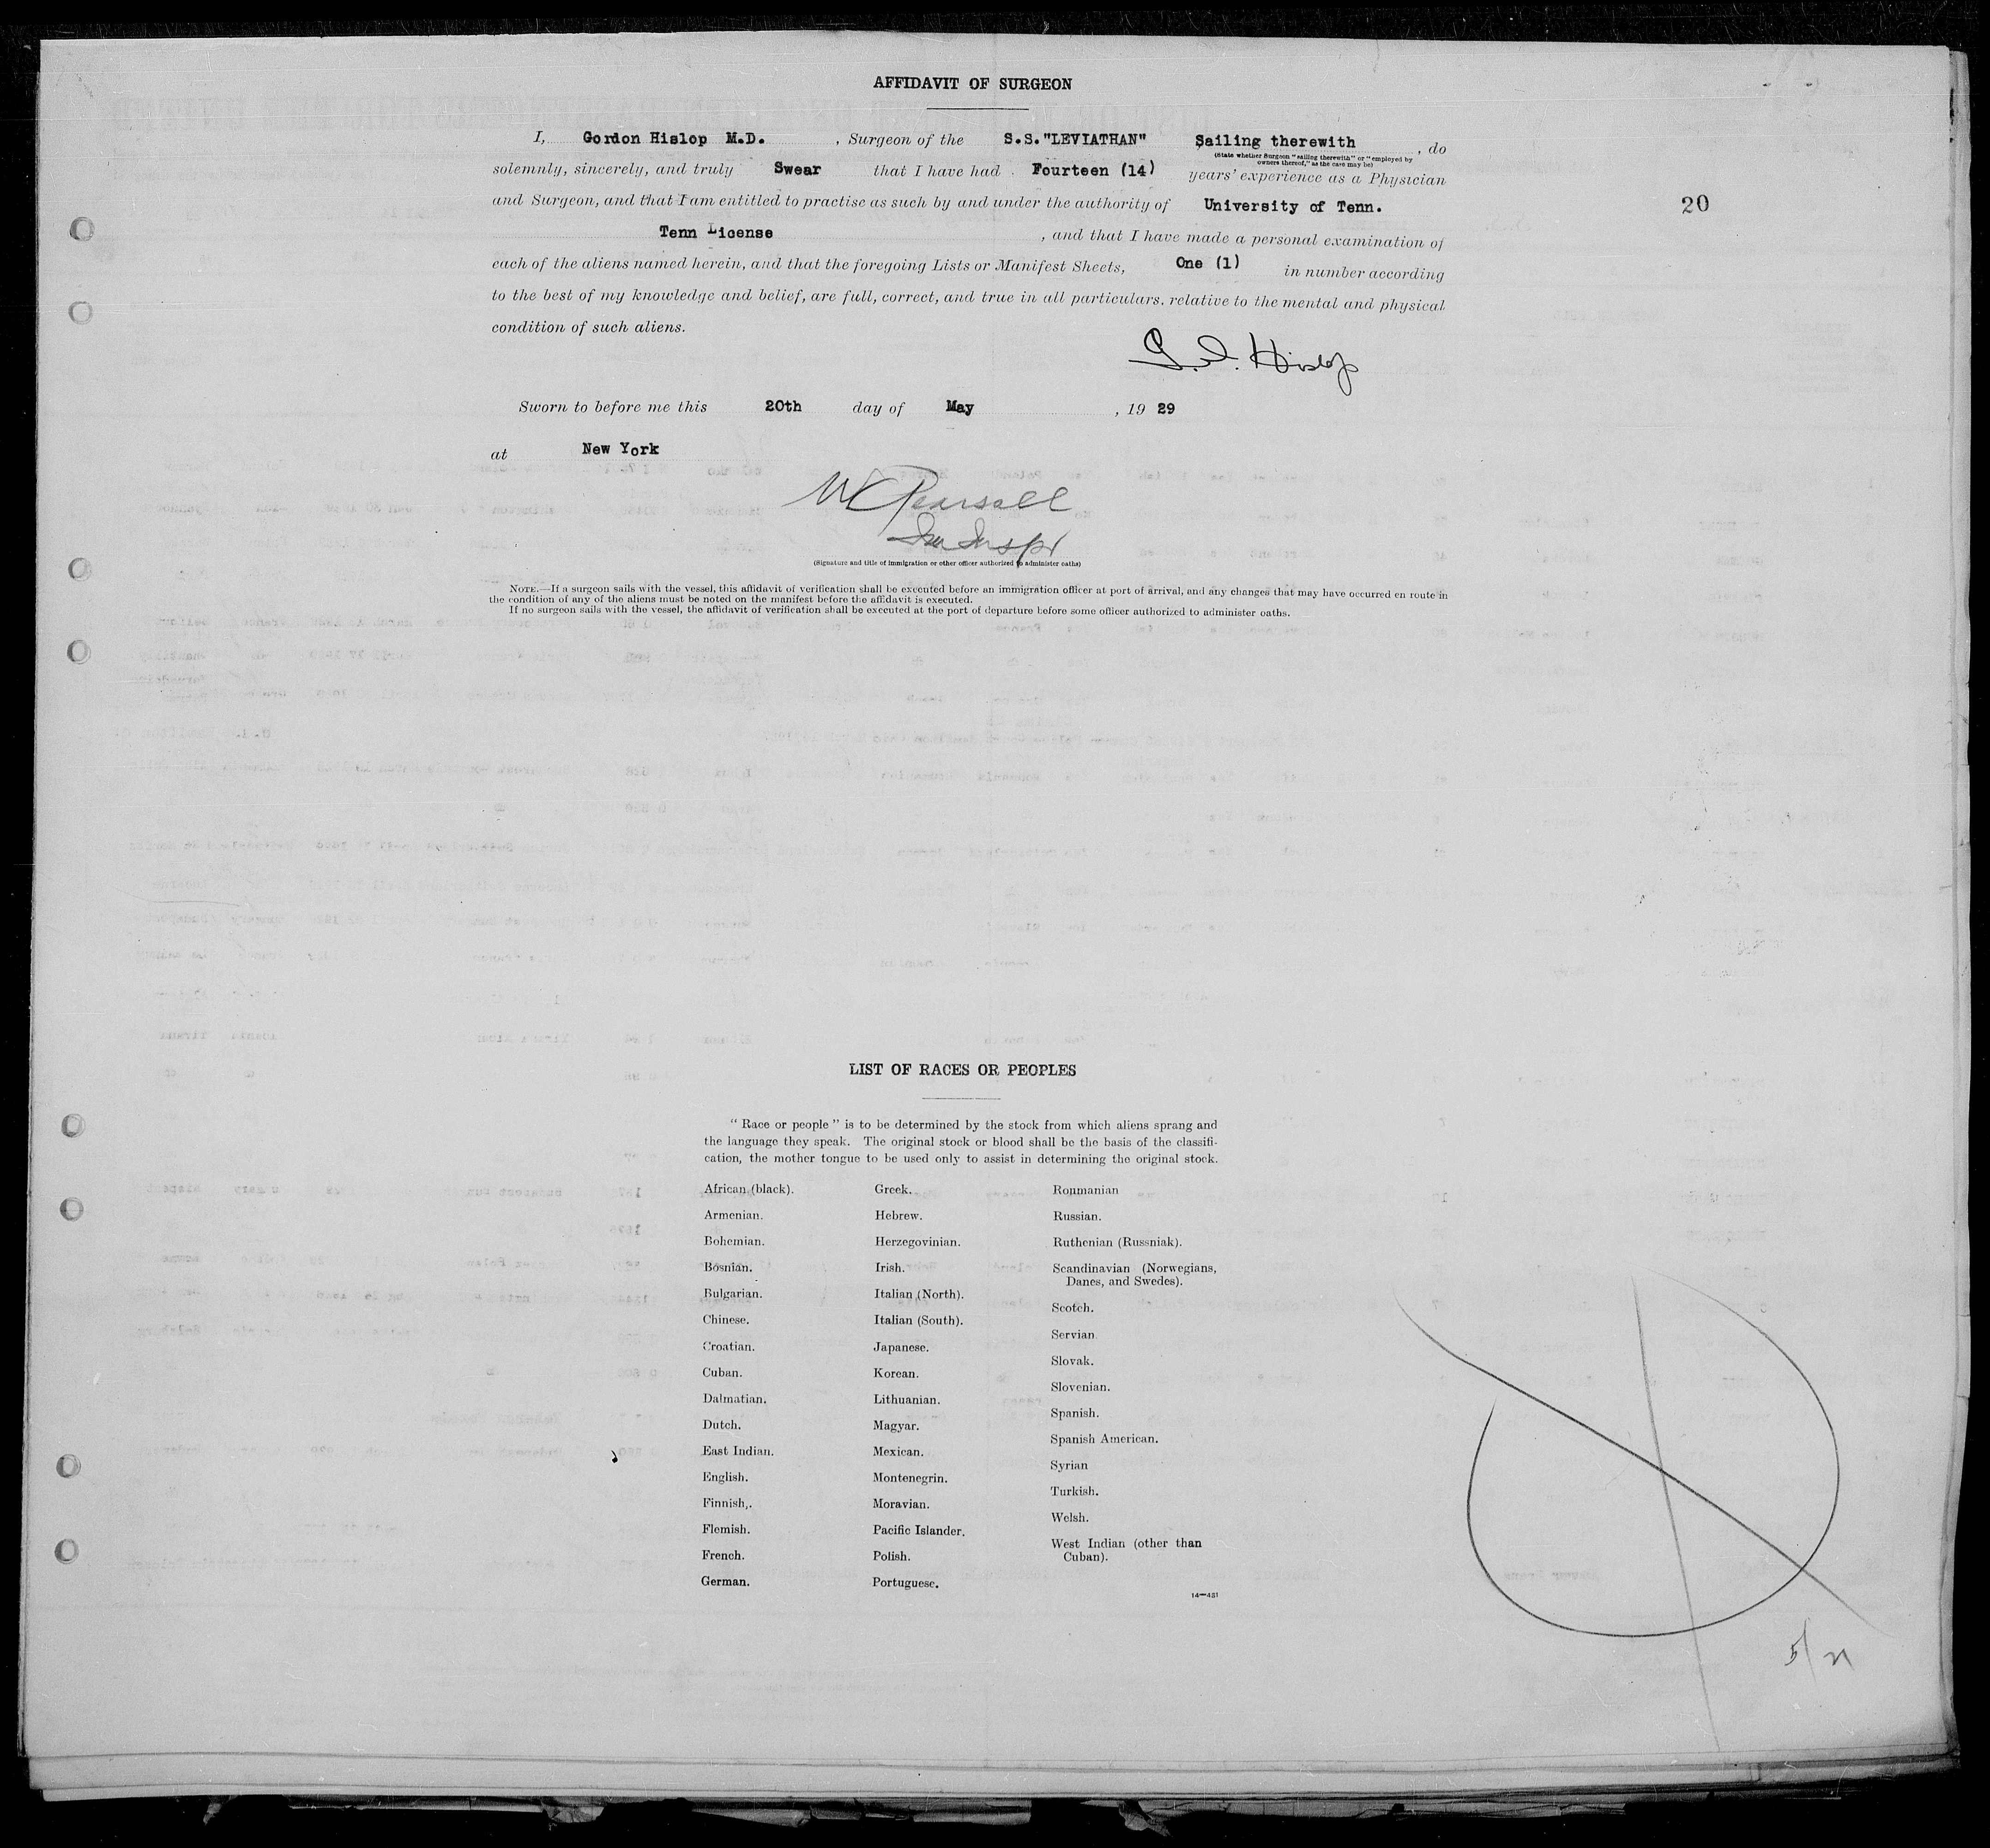 AFFIDAVIT OF SURGEON
I, Gordon Hislop M.D. , Surgeon of the S.S."LEVIATHAN" Sailing therewith , do
(State whether Surgeon "sailing therewith" or "employed by
owners thereof," as the case may be)
solemnly, sincerely, and truly Swear that I have had Fourteen (14) years' experience as a Physician
and Surgeon, and that I am entitled to practise as such by and under the authority of University of Tenn.
20
Tenn License , and that I have made a personal examination of
each of the aliens named herein, and that the foregoing Lists or Manifest Sheets, One (1) in number according
to the best of my knowledge and belief, are full, correct, and true in all particulars, relative to the mental and physical
condition of such aliens.
G. D. Hislop
Sworn to before me this 20th day of May , 19 29
at New York
W Pearsall
Im Inspr
(Signature and title of immigration or other officer authorized to administer oaths)
NOTE.—If a surgeon sails with the vessel, this affidavit of verification shall be executed before an immigration officer at port of arrival, and any changes that may have occurred en route in
the condition of any of the aliens must be noted on the manifest before the affidavit is executed.
If no surgeon sails with the vessel, the affidavit of verification shall be executed at the port of departure before some officer authorized to administer oaths.
LIST OF RACES OR PEOPLES
"Race or people" is to be determined by the stock from which aliens sprang and
the language they speak. The original stock or blood shall be the basis of the classifi-
cation, the mother tongue to be used only to assist in determining the original stock.
African (black).
Armenian.
Bohemian.
Bosnian.
Bulgarian.
Chinese.
Croatian.
Cuban.
Dalmatian.
Dutch.
East Indian.
English.
Finnish,.
Flemish.
French.
German.
Greek.
Hebrew.
Herzegovinian.
Irish.
Italian (North).
Italian (South).
Japanese.
Korean.
Lithuanian.
Magyar.
Mexican.
Montenegrin.
Moravian.
Pacific Islander.
Polish.
Portuguese.
Roumanian
Russian.
Ruthenian (Russniak).
Scandinavian (Norwegians,
Danes, and Swedes).
Scotch.
Servian
Slovak.
Slovenian.
Spanish.
Spanish American.
Syrian
Turkish.
Welsh.
West Indian (other than
Cuban).
14—431
5/21